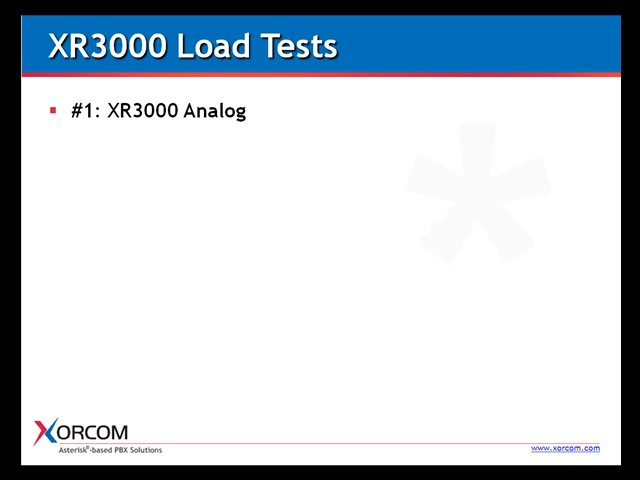 XR3000 Load Tests
#1: XR3000 Analog
XORCOM
Asterisk®-based PBX Solutions
www.xorcom.com